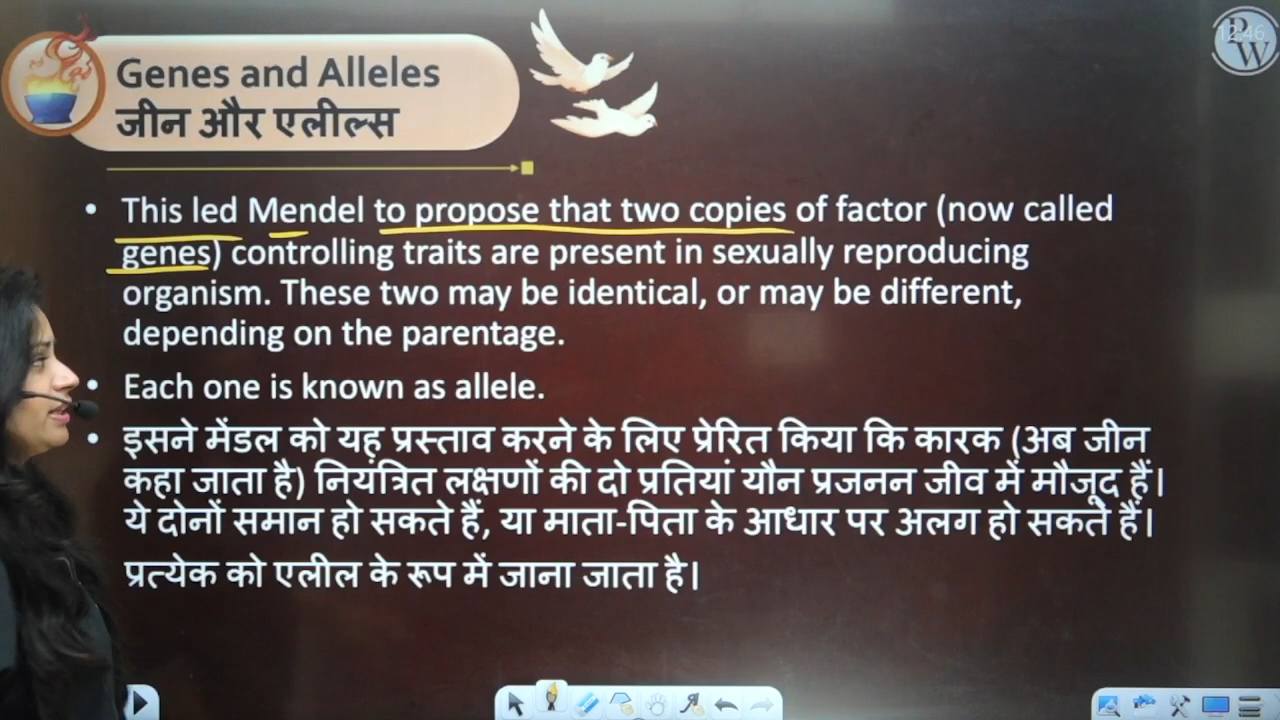 Genes and Alleles
जीन और एलील्स
12:46
PW
• This led Mendel to propose that two copies of factor (now called
genes) controlling traits are present in sexually reproducing
organism. These two may be identical, or may be different,
depending on the parentage.
• Each one is known as allele.
• इसने मेंडल को यह प्रस्ताव करने के लिए प्रेरित किया कि कारक (अब जीन
कहा जाता है) नियंत्रित लक्षणों की दो प्रतियां यौन प्रजनन जीव में मौजूद हैं।
ये दोनों समान हो सकते हैं, या माता-पिता के आधार पर अलग हो सकते हैं।
प्रत्येक को एलील के रूप में जाना जाता है।